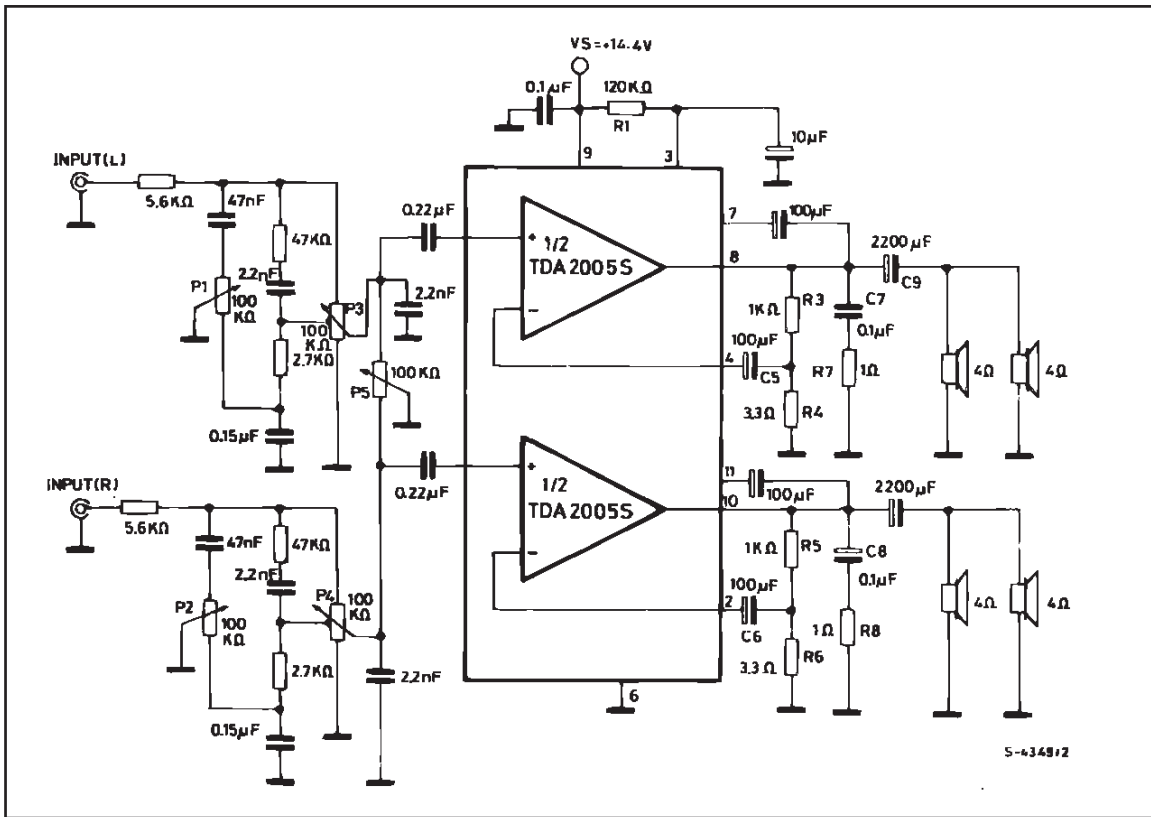 VS=+14.4V
0.1µF
120KΩ
R1
10µF
9
3
INPUT(L)
5.6KΩ
47nF
47KΩ
2.2nF
P1
100
KΩ
P3
100
KΩ
2.7KΩ
0.15µF
0.22µF
2.2nF
100KΩ
P5
0.22µF
+
1/2
TDA2005S
−
7
100µF
8
2200µF
C9
1KΩ
R3
C7
0.1µF
100µF
4
C5
R7
1Ω
3.3Ω
R4
4Ω
4Ω
INPUT(R)
5.6KΩ
47nF
47KΩ
2.2nF
P2
100
KΩ
P4
100
KΩ
2.7KΩ
0.15µF
2.2nF
+
1/2
TDA2005S
−
11
100µF
10
2200µF
1KΩ
R5
C8
0.1µF
100µF
2
C6
1Ω
R8
3.3Ω
R6
4Ω
4Ω
6
S-4349/2